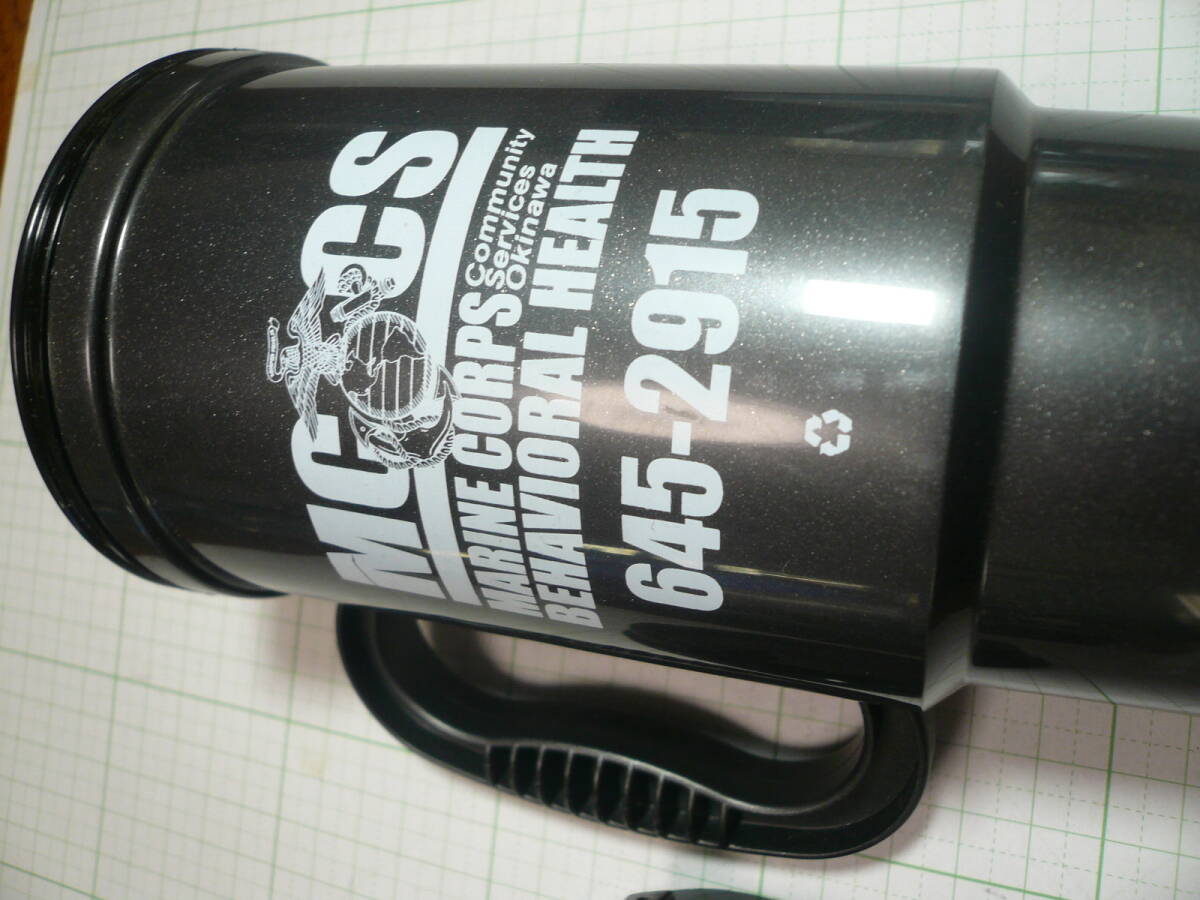 MCCS
MARINE CORPS Community
Services
Okinawa
BEHAVIORAL HEALTH
645-2915